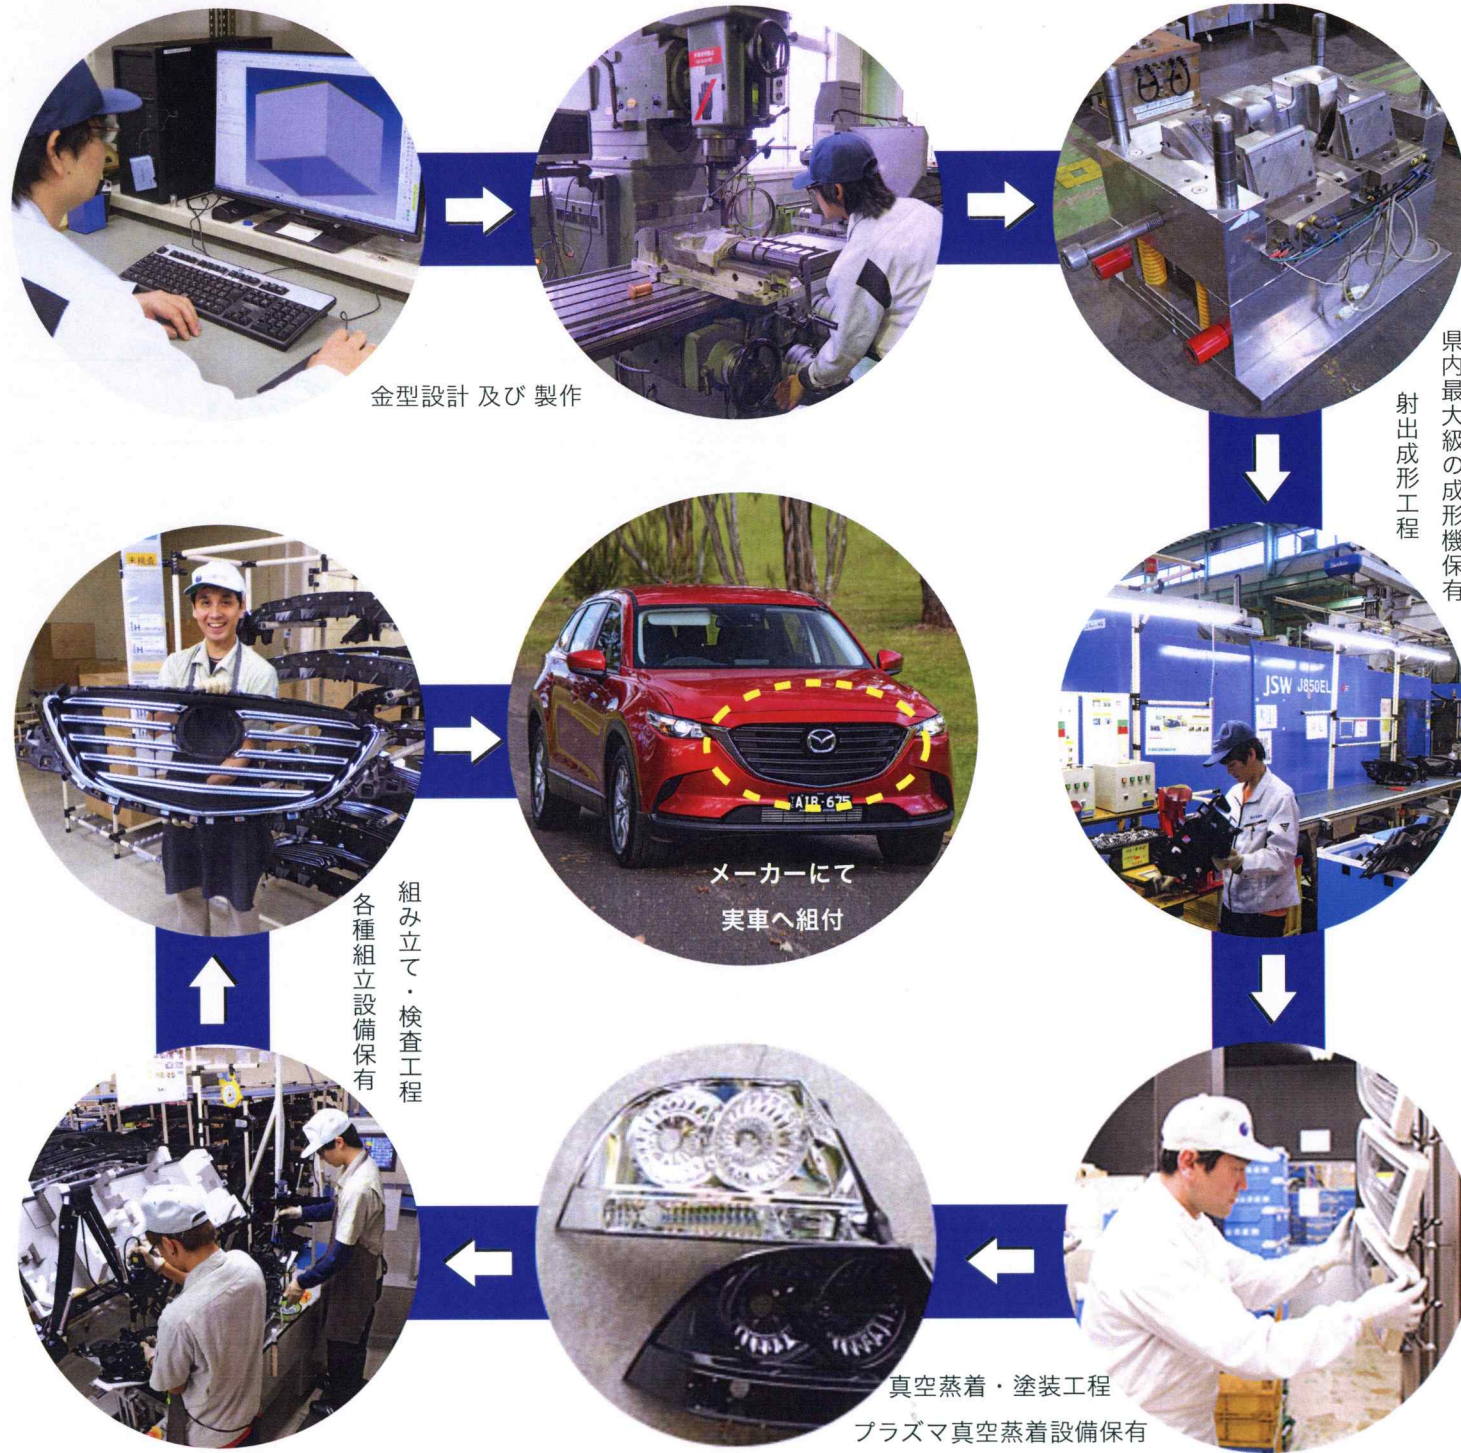 金型設計 及び 製作
県内最大級の成形機保有
射出成形工程
JSW J850EL
未検査
メーカーにて
実車へ組付
組み立て・検査工程
各種組立設備保有
真空蒸着・塗装工程
プラズマ真空蒸着設備保有